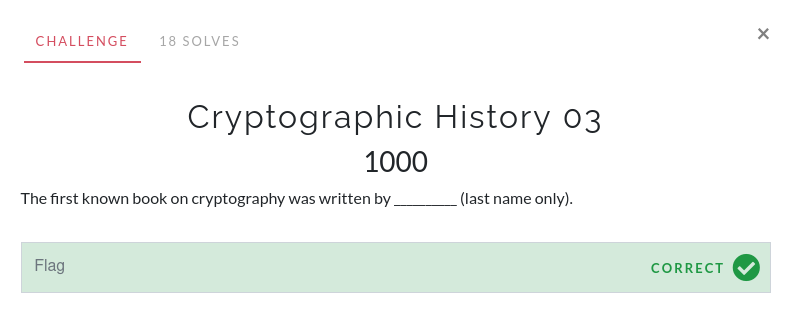 CHALLENGE 18 SOLVES ×
Cryptographic History 03
1000
The first known book on cryptography was written by __________ (last name only).
Flag CORRECT